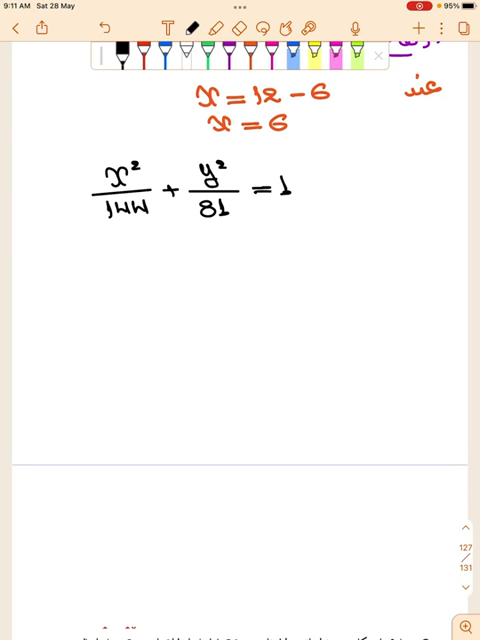 9:11 AM Sat 28 May
95%
x = 12 - 6
عند
x = 6
x² / 144 + y² / 81 = 1
127
131